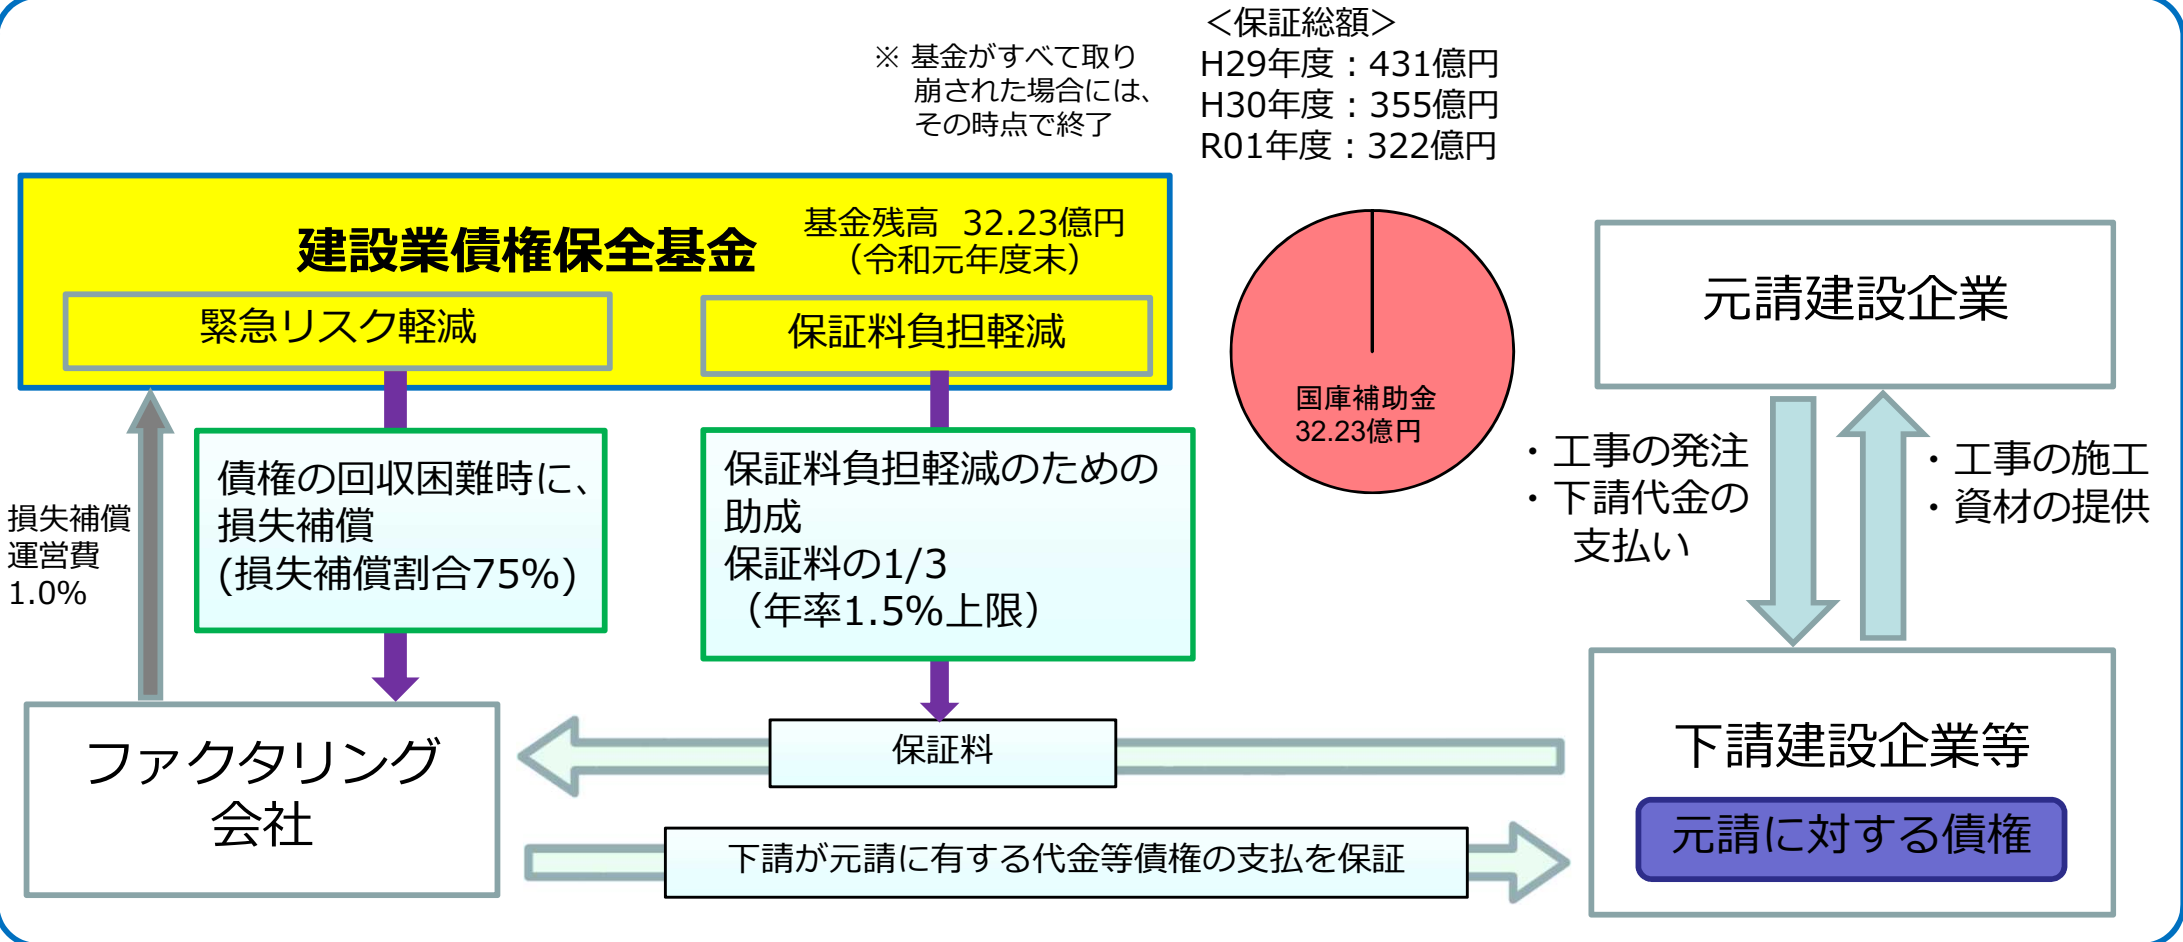 ＜保証総額＞
H29年度：431億円
H30年度：355億円
R01年度：322億円
※ 基金がすべて取り
崩された場合には、
その時点で終了
建設業債権保全基金
基金残高 32.23億円
（令和元年度末）
緊急リスク軽減
保証料負担軽減
国庫補助金
32.23億円
元請建設企業
損失補償
運営費
1.0%
債権の回収困難時に、
損失補償
(損失補償割合75%)
保証料負担軽減のための
助成
保証料の1/3
（年率1.5%上限）
・工事の発注
・下請代金の
支払い
・工事の施工
・資材の提供
ファクタリング
会社
保証料
下請が元請に有する代金等債権の支払を保証
下請建設企業等
元請に対する債権